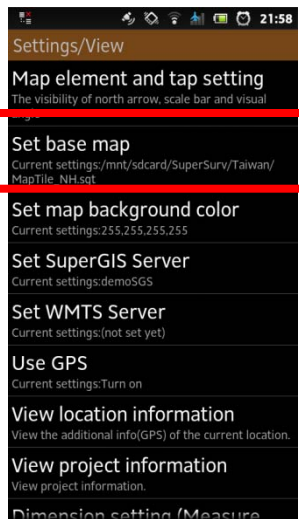 21:58
Settings/View
Map element and tap setting
The visibility of north arrow, scale bar and visual
Set base map
Current settings:/mnt/sdcard/SuperSurv/Taiwan/
MapTile_NH.sqt
Set map background color
Current settings:255,255,255,255
Set SuperGIS Server
Current settings:demoSGS
Set WMTS Server
Current settings:(not set yet)
Use GPS
Current settings:Turn on
View location information
View the additional info(GPS) of the current location.
View project information
View project information.
Dimension setting (Measure